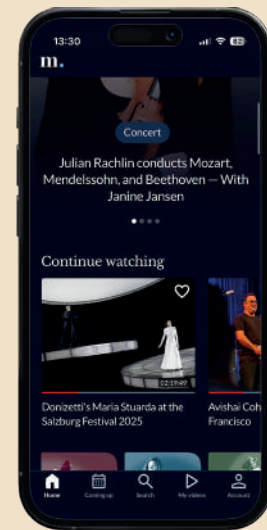 13:30
82
m.
Concert
Julian Rachlin conducts Mozart,
Mendelssohn, and Beethoven — With
Janine Jansen
Continue watching
02:19:49
Donizetti's Maria Stuarda at the
Salzburg Festival 2025
Avishai Coh
Francisco
Home
Coming up
Search
My videos
Account